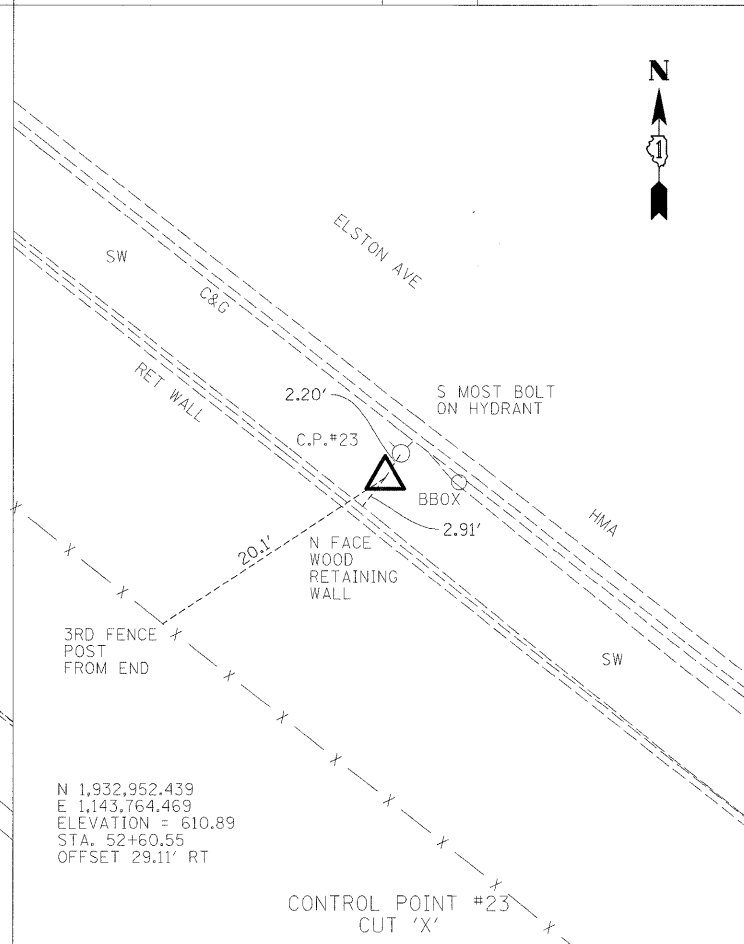 N
1
ELSTON AVE
SW
C&G
RET WALL
S MOST BOLT
ON HYDRANT
2.20'
C.P.#23
BBOX
2.91'
HMA
20.1'
N FACE
WOOD
RETAINING
WALL
3RD FENCE
POST
FROM END
SW
N 1,932,952.439
E 1,143,764.469
ELEVATION = 610.89
STA. 52+60.55
OFFSET 29.11' RT
CONTROL POINT #23
CUT 'X'